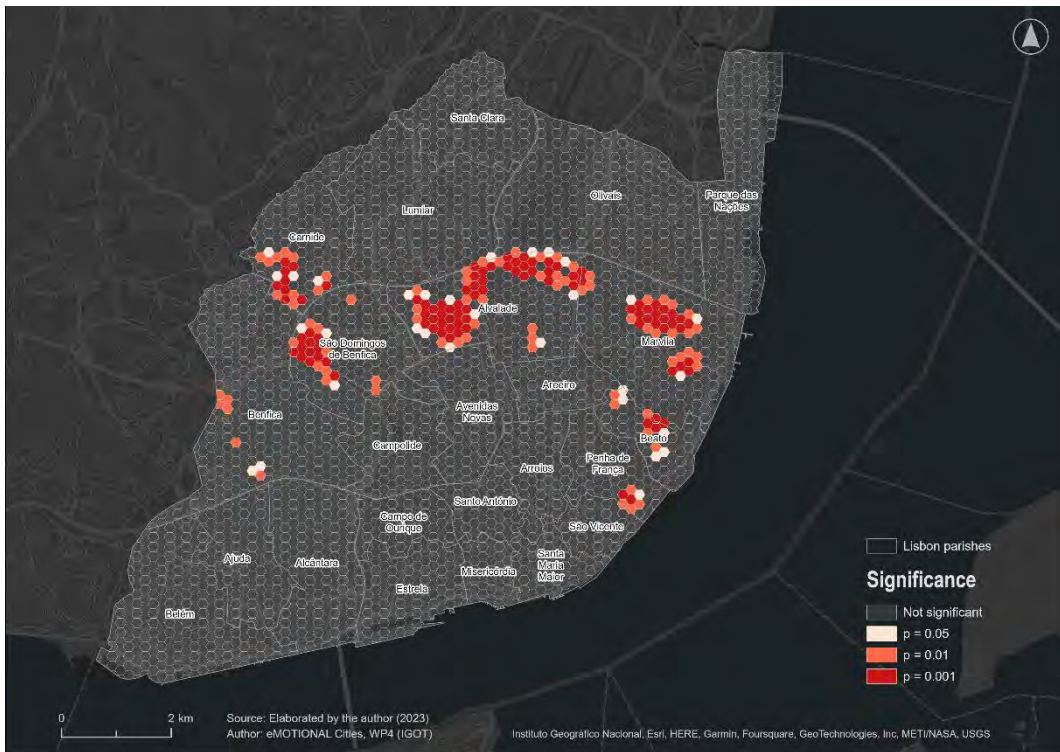 Santa Clara
Olivais
Parque das
Nações
Lumiar
Carnide
Alvalade
São Domingos
de Benfica
Marvila
Areeiro
Avenidas
Novas
Benfica
Beato
Campolide
Penha de
França
Arroios
Santo António
Campo de
Ourique
São Vicente
Ajuda
Alcântara
Santa
Maria
Maior
Misericórdia
Estrela
Belém
Lisbon parishes
Significance
Not significant
p = 0.05
p = 0.01
p = 0.001
0
2 km
Source: Elaborated by the author (2023)
Author: eMOTIONAL Cities, WP4 (IGOT)
Instituto Geográfico Nacional, Esri, HERE, Garmin, Foursquare, GeoTechnologies, Inc, METI/NASA, USGS